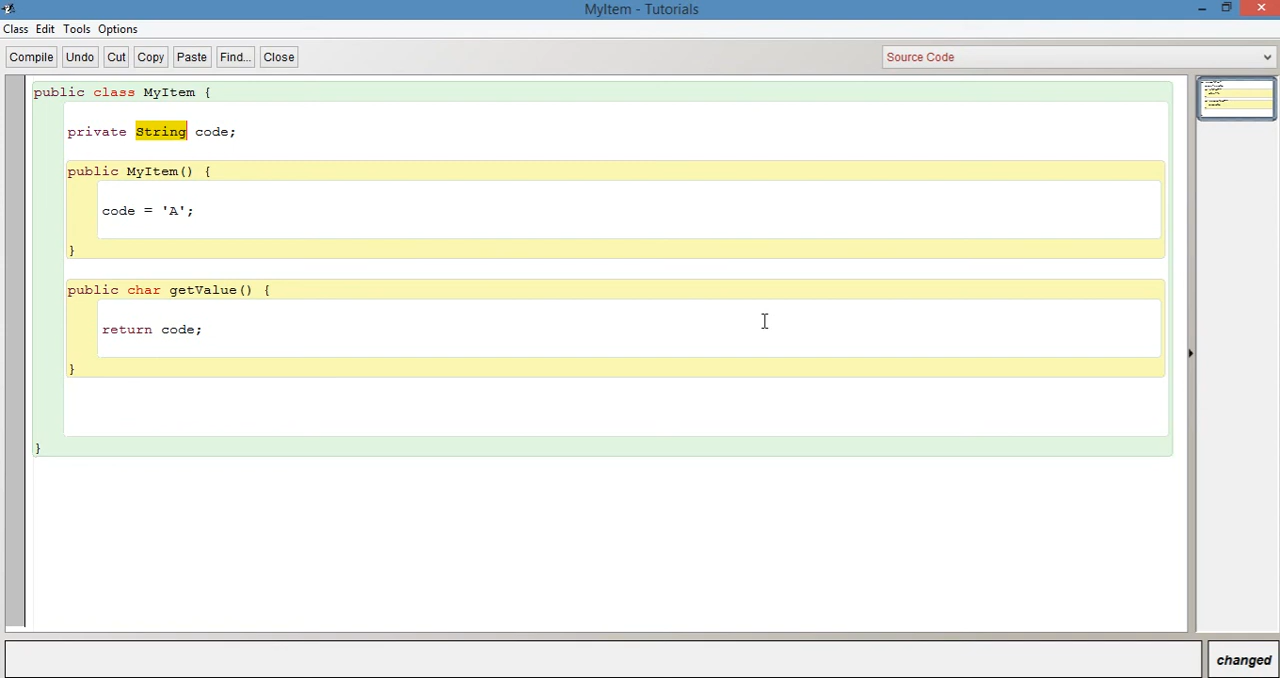 MyItem - Tutorials
Class Edit Tools Options
Compile Undo Cut Copy Paste Find... Close Source Code
public class MyItem {
private String code;
public MyItem() {
code = 'A';
}
public char getValue() {
return code;
}
}
changed